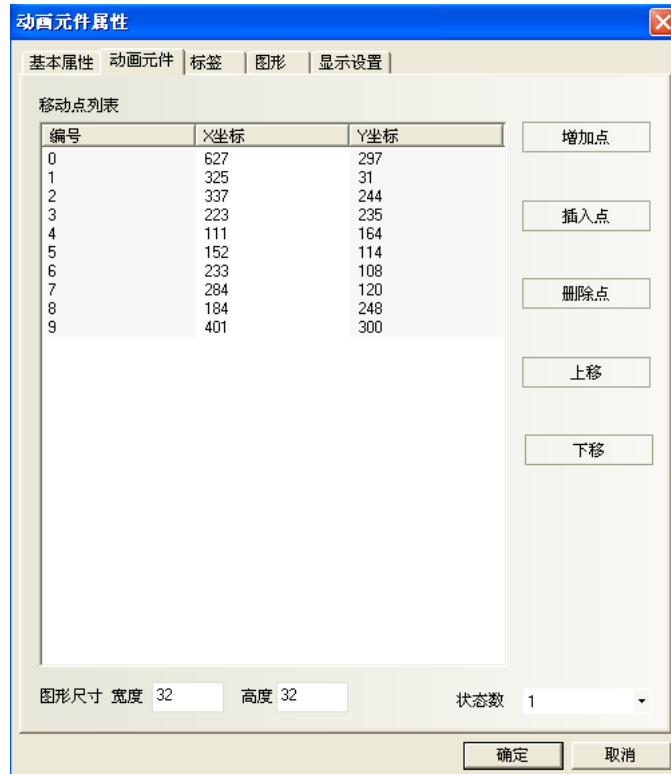 动画元件属性
基本属性 动画元件 标签 图形 显示设置
移动点列表
编号 X坐标 Y坐标
0 627 297
1 325 31
2 337 244
3 223 235
4 111 164
5 152 114
6 233 108
7 284 120
8 184 248
9 401 300
增加点
插入点
删除点
上移
下移
图形尺寸 宽度 32 高度 32 状态数 1
确定 取消